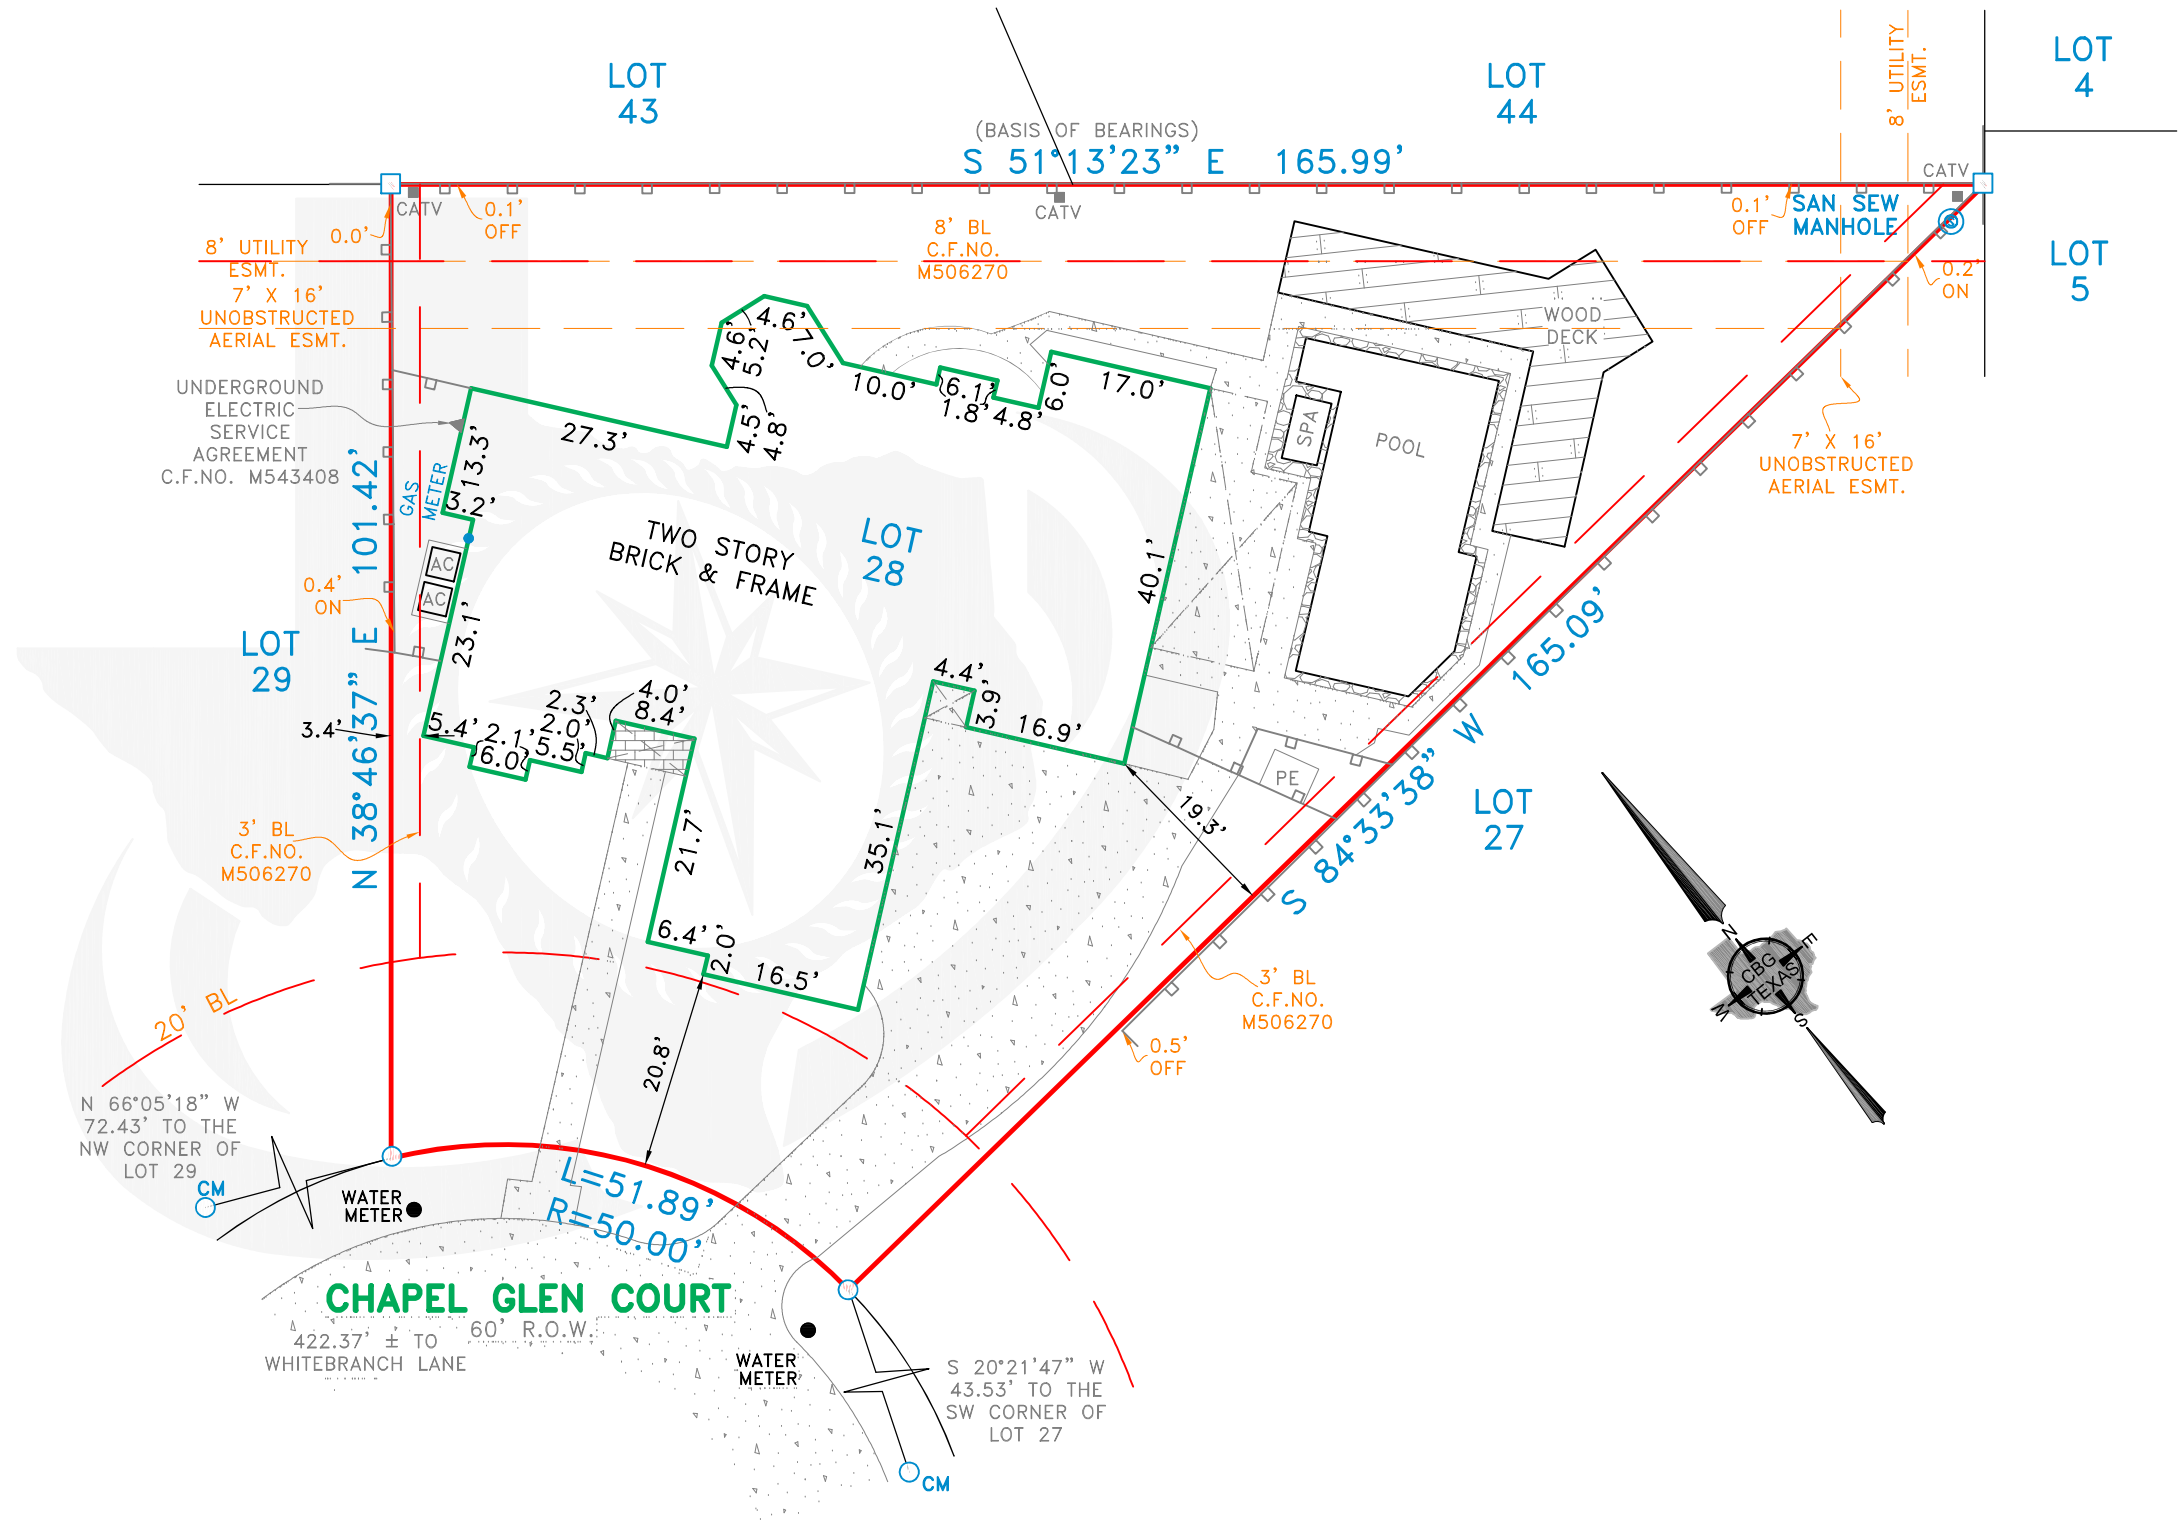 LOT
43
LOT
44
8' UTILITY
ESMT.
LOT
4
(BASIS OF BEARINGS)
S 51°13'23" E 165.99'
CATV
CATV
CATV
0.0'
0.1'
OFF
8' BL
C.F.NO.
M506270
0.1'
OFF
SAN SEW
MANHOLE
0.2'
ON
LOT
5
8' UTILITY
ESMT.
7' X 16'
UNOBSTRUCTED
AERIAL ESMT.
UNDERGROUND
ELECTRIC
SERVICE
AGREEMENT
C.F.NO. M543408
GAS
METER
N 38°46'37" E 101.42'
27.3'
4.6'
5.2'
4.6'
7.0'
4.5'
4.8'
10.0'
6.1'
1.8'
4.8'
6.0'
17.0'
13.3'
3.2'
AC
AC
23.1'
TWO STORY
BRICK & FRAME
LOT
28
40.1'
WOOD
DECK
SPA
POOL
7' X 16'
UNOBSTRUCTED
AERIAL ESMT.
0.4'
ON
LOT
29
3.4'
5.4'
2.1'
6.0'
2.3'
2.0'
5.5'
4.0'
8.4'
4.4'
3.9'
16.9'
S 84°33'38" W 165.09'
PE
19.3'
LOT
27
3' BL
C.F.NO.
M506270
21.7'
35.1'
6.4'
2.0'
16.5'
20.8'
3' BL
C.F.NO.
M506270
0.5'
OFF
N
E
W
S
CBG
TEXAS
20' BL
N 66°05'18" W
72.43' TO THE
NW CORNER OF
LOT 29
CM
WATER
METER
L=51.89'
R=50.00'
CHAPEL GLEN COURT
60' R.O.W.
422.37' ± TO
WHITEBRANCH LANE
WATER
METER
S 20°21'47" W
43.53' TO THE
SW CORNER OF
LOT 27
CM